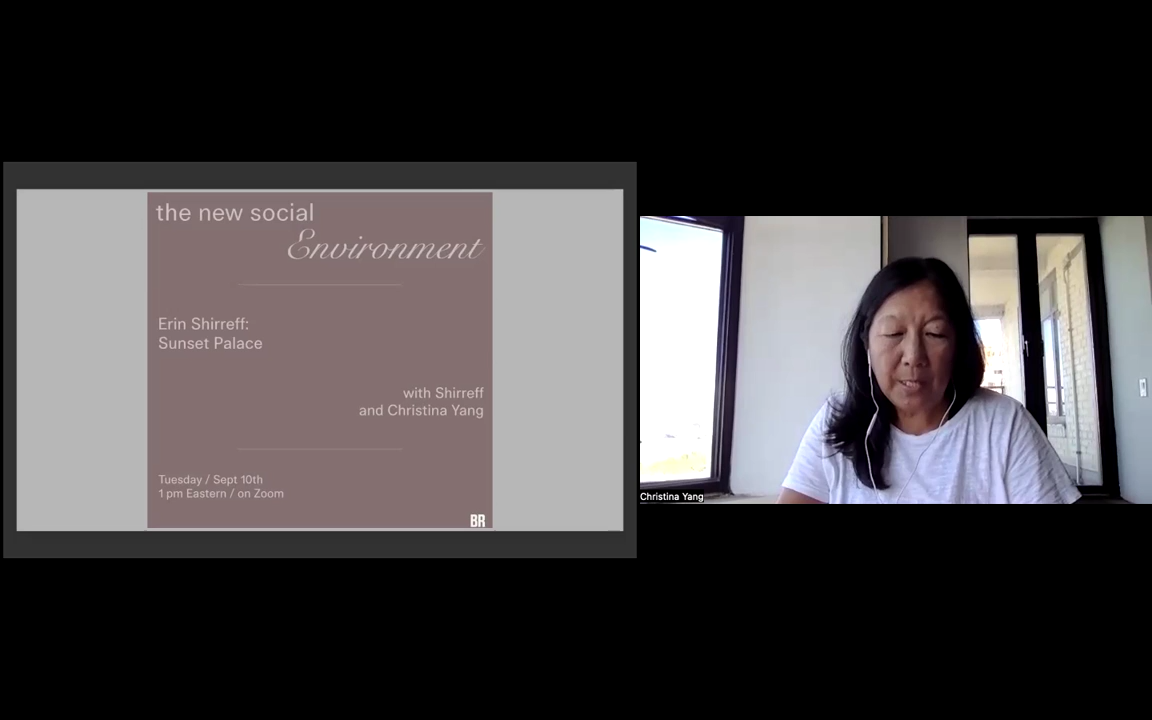 the new social
Environment
Erin Shirreff:
Sunset Palace
with Shirreff
and Christina Yang
Tuesday / Sept 10th
1 pm Eastern / on Zoom
BR
Christina Yang